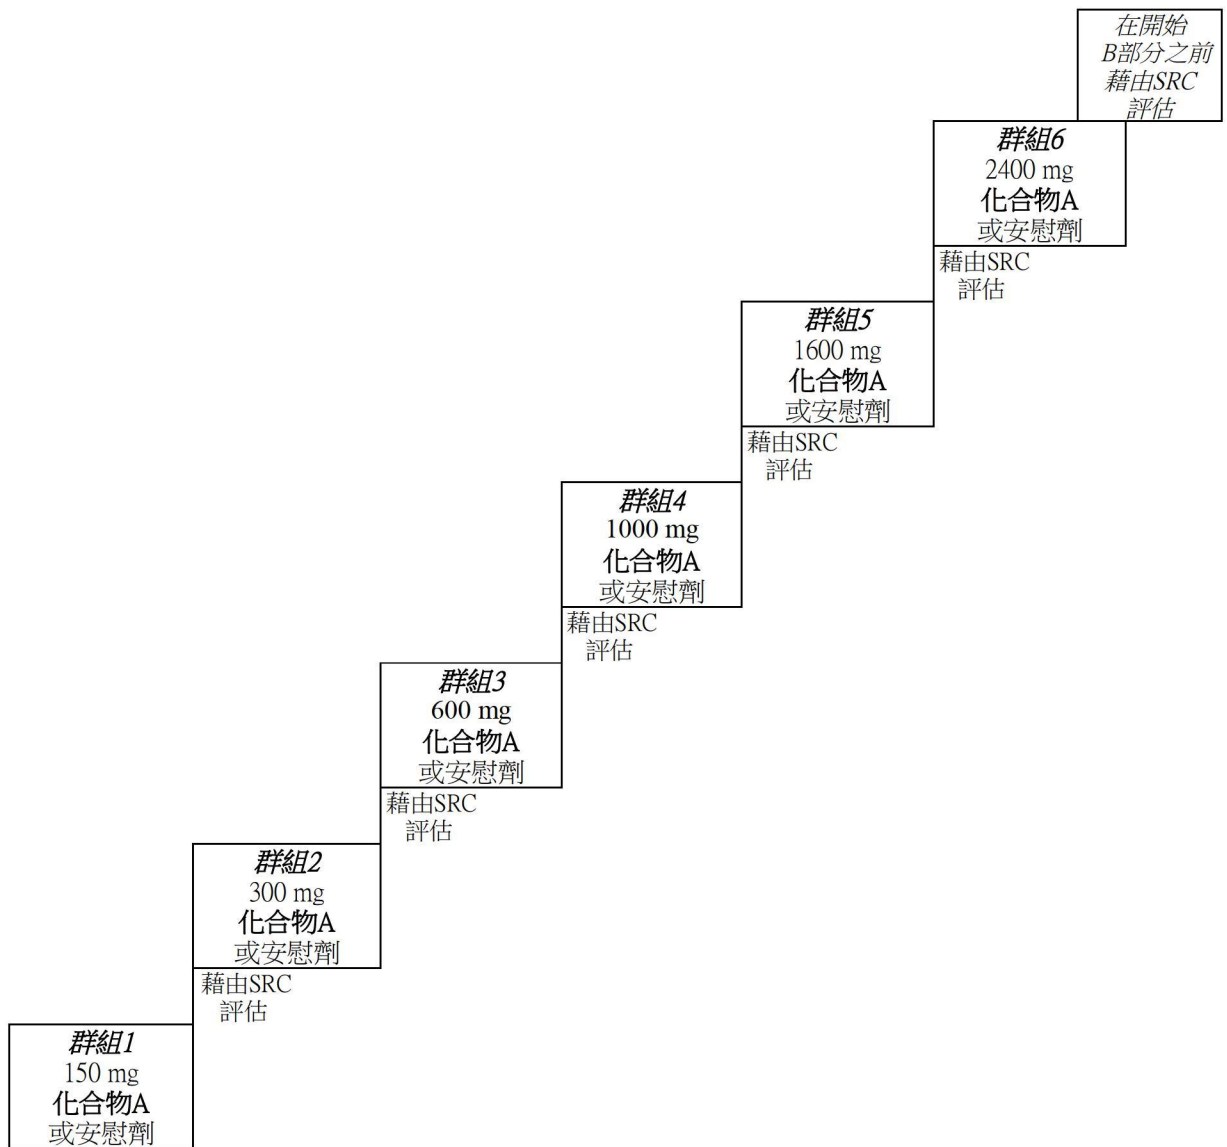 在開始
B部分之前
藉由SRC
評估
群組6
2400 mg
化合物A
或安慰劑
藉由SRC
評估
群組5
1600 mg
化合物A
或安慰劑
藉由SRC
評估
群組4
1000 mg
化合物A
或安慰劑
藉由SRC
評估
群組3
600 mg
化合物A
或安慰劑
藉由SRC
評估
群組2
300 mg
化合物A
或安慰劑
藉由SRC
評估
群組1
150 mg
化合物A
或安慰劑